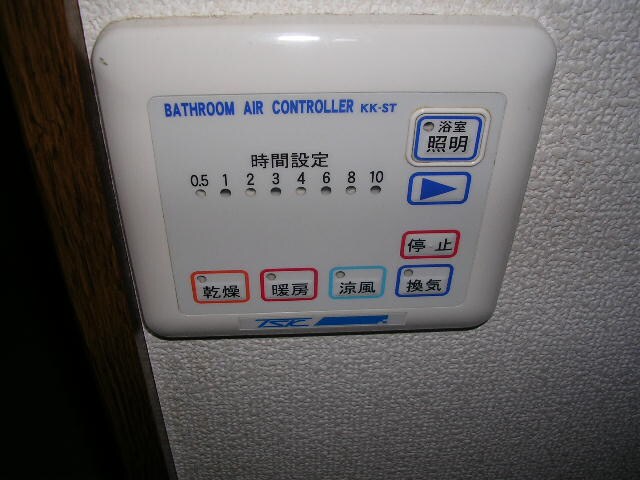 BATHROOM AIR CONTROLLER KK-ST
浴室
照明
時間設定
0.5 1 2 3 4 6 8 10
停止
乾燥 暖房 涼風 換気
TSK